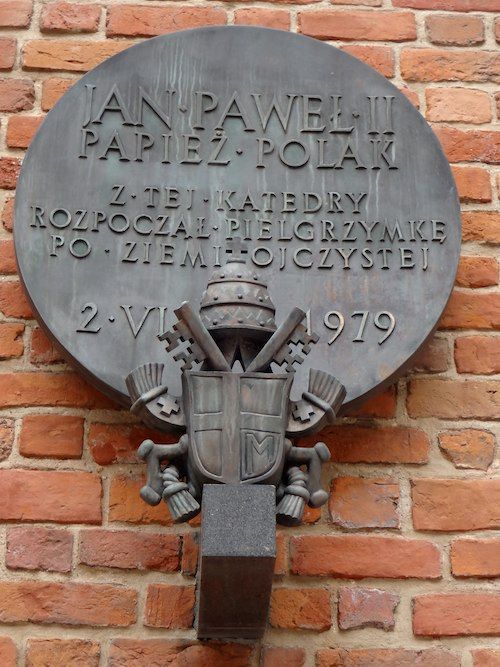 JAN·PAWEŁ·II
PAPIEŻ·POLAK
Z·TEJ·KATEDRY
ROZPOCZĄŁ·PIELGRZYMKĘ
PO·ZIEMI·OJCZYSTEJ
2·VI 1979
M